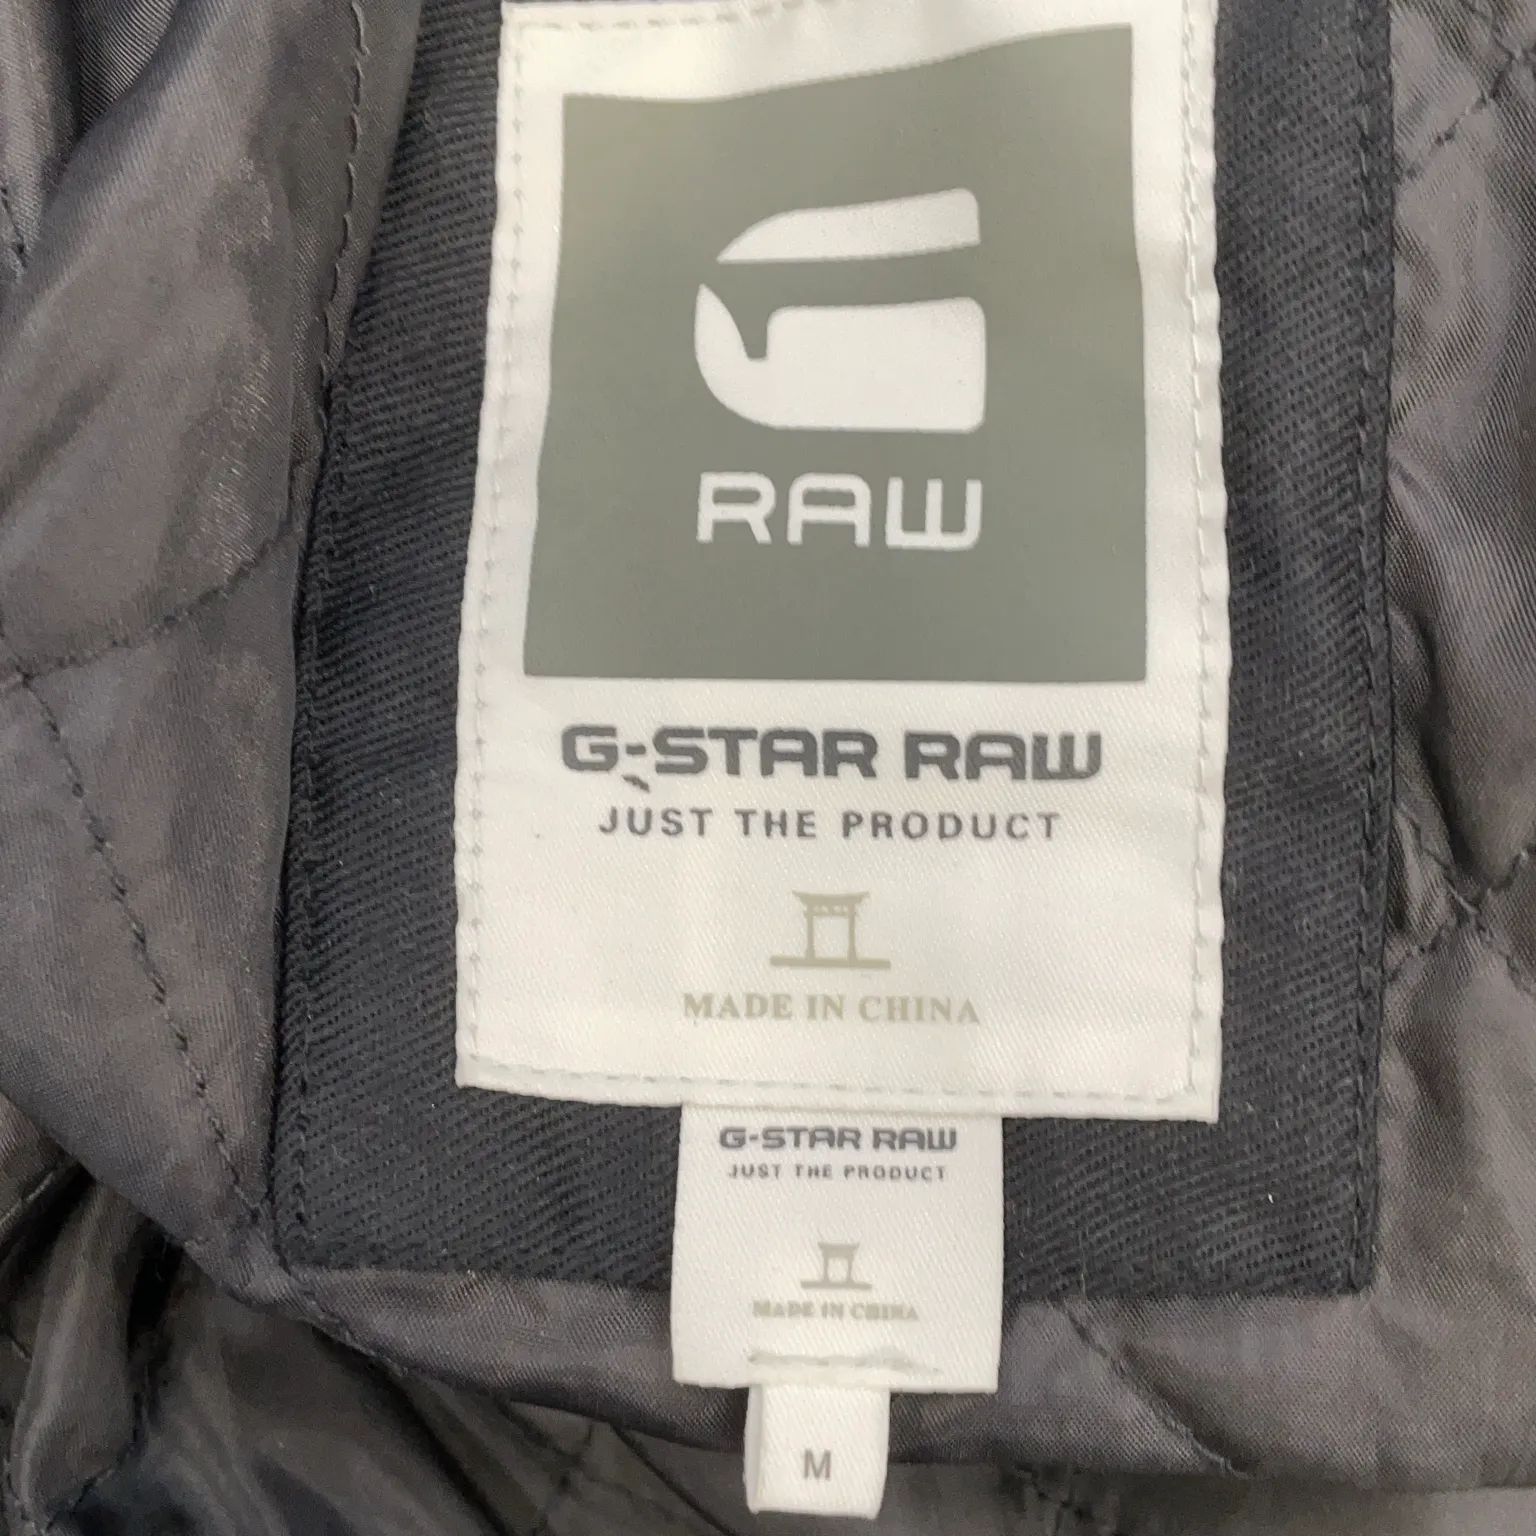 RAW
G-STAR RAW
JUST THE PRODUCT
MADE IN CHINA
G-STAR RAW
JUST THE PRODUCT
MADE IN CHINA
M